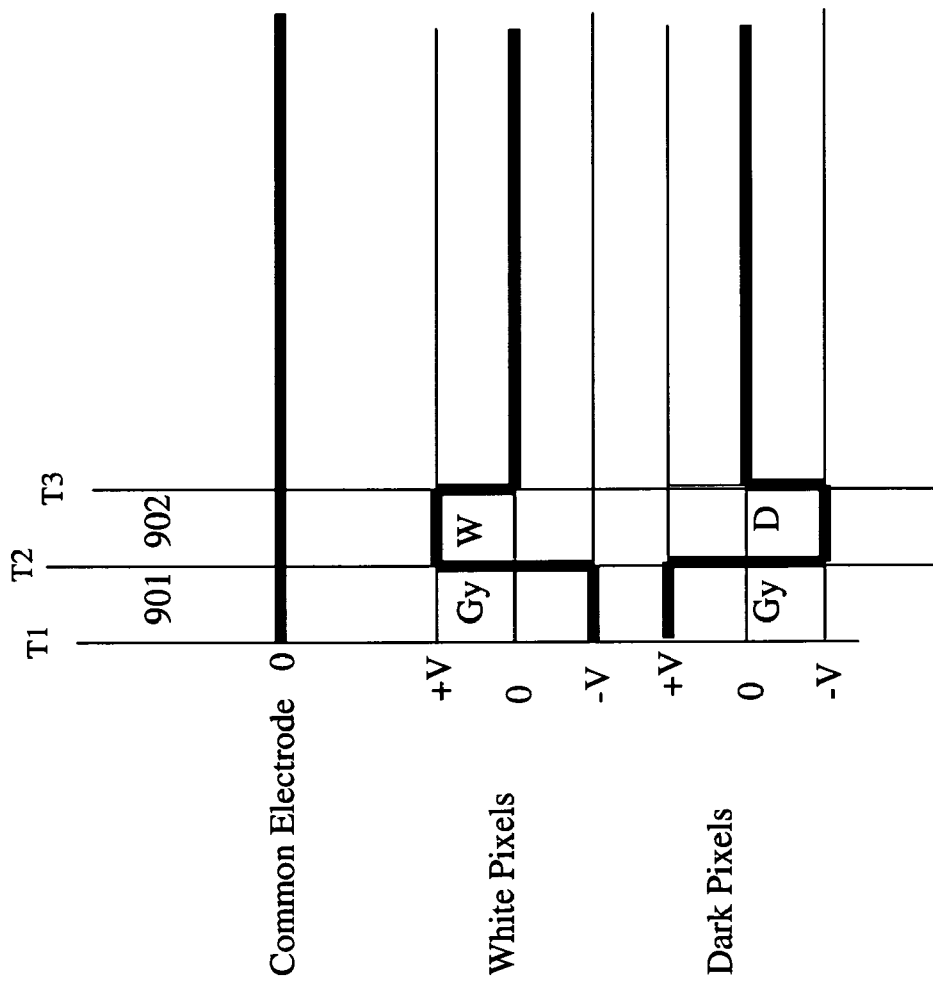 T1 T2 T3
901 902
Common Electrode 0
White Pixels
+V
0
-V
Gy W
Dark Pixels
+V
0
-V
Gy D